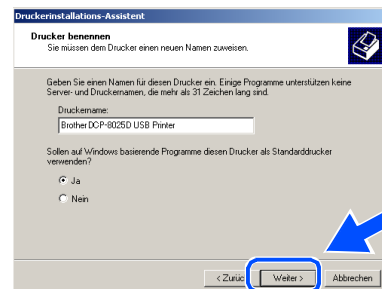 Druckerinstallations-Assistent
Drucker benennen
Sie müssen dem Drucker einen neuen Namen zuweisen.
Geben Sie einen Namen für diesen Drucker ein. Einige Programme unterstützen keine
Server- und Druckernamen, die mehr als 31 Zeichen lang sind.
Druckername:
Brother DCP-8025D USB Printer
Sollen auf Windows basierende Programme diesen Drucker als Standarddrucker
verwenden?
Ja
Nein
< Zurüc Weiter > Abbrechen